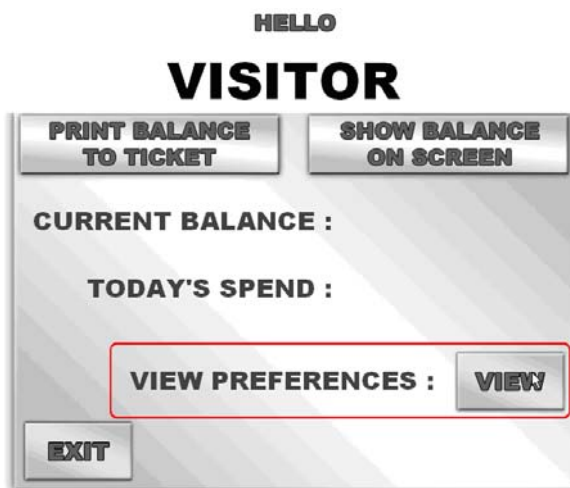 HELLO
VISITOR
PRINT BALANCE
TO TICKET
SHOW BALANCE
ON SCREEN
CURRENT BALANCE :
TODAY'S SPEND :
VIEW PREFERENCES : VIEW
EXIT